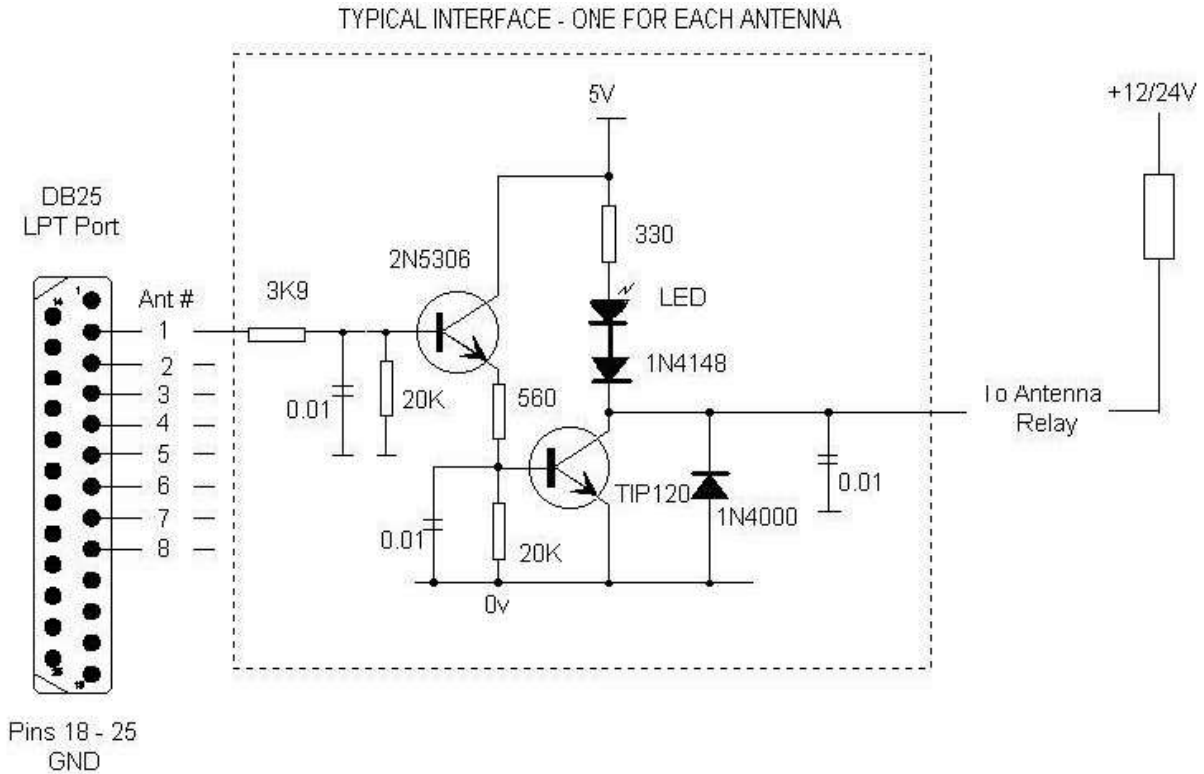 TYPICAL INTERFACE - ONE FOR EACH ANTENNA
5V
+12/24V
DB25
LPT Port
330
2N5306
Ant #
3K9
LED
1
14
1
2
1N4148
3
0.01
20K
560
To Antenna
Relay
4
5
6
TIP120
0.01
7
1N4000
8
0.01
20K
0v
25
13
Pins 18 - 25
GND